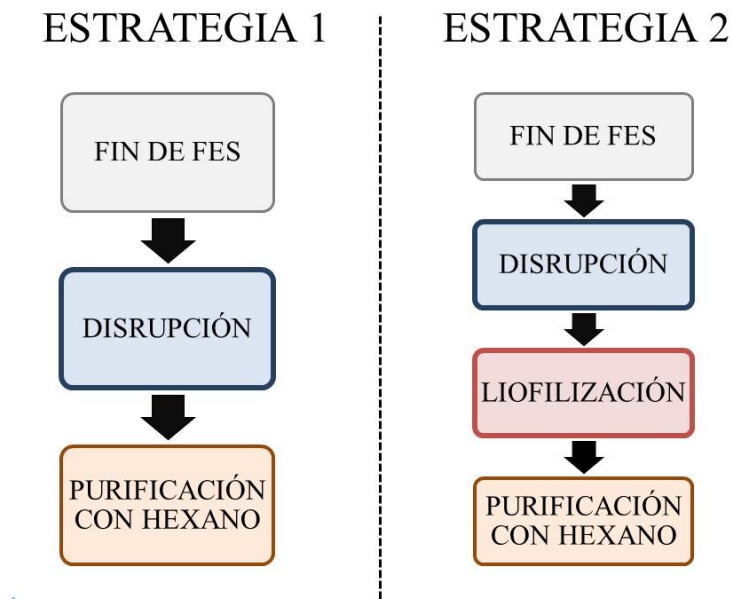 ESTRATEGIA 1
FIN DE FES
DISRUPCIÓN
PURIFICACIÓN
CON HEXANO
ESTRATEGIA 2
FIN DE FES
DISRUPCIÓN
LIOFILIZACIÓN
PURIFICACIÓN
CON HEXANO